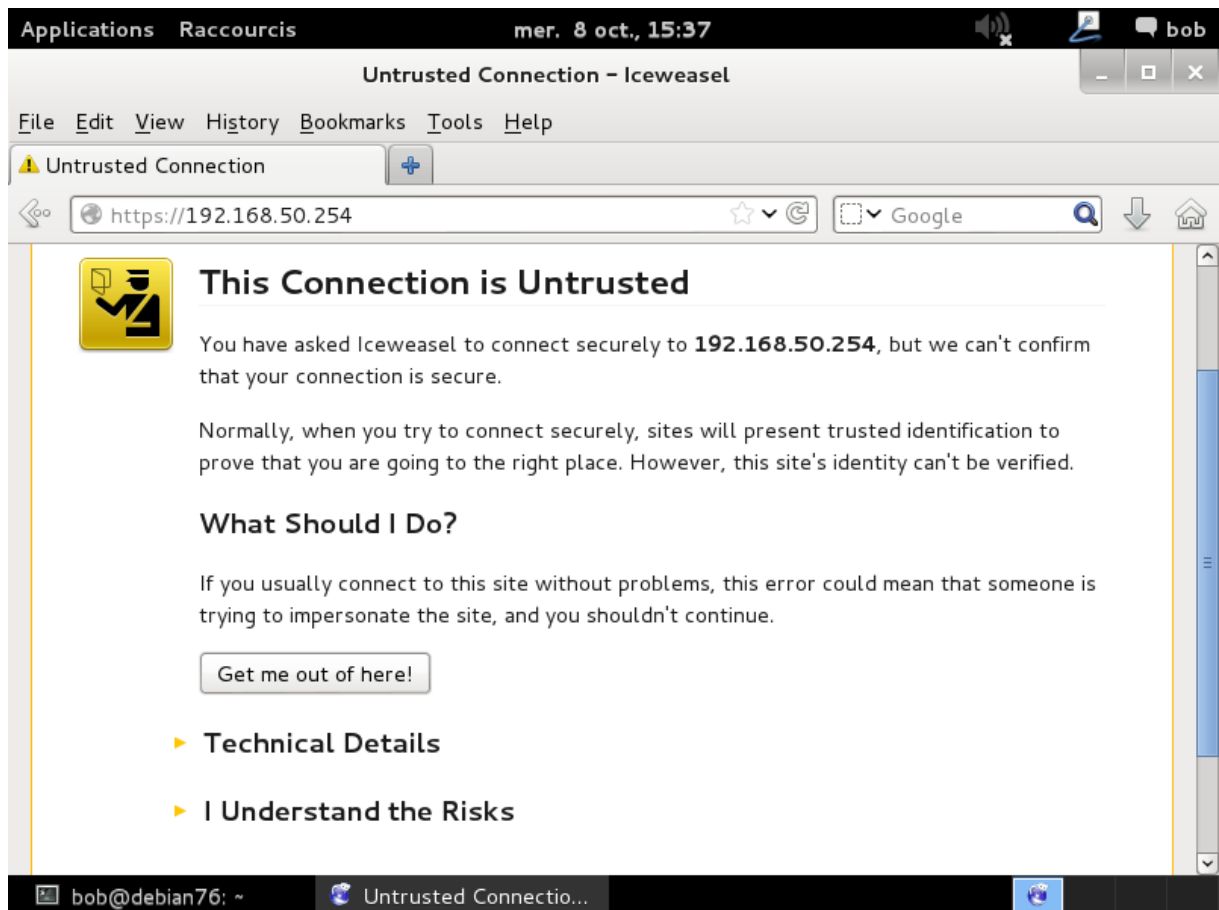 Applications Raccourcis mer. 8 oct., 15:37 bob
Untrusted Connection – Iceweasel
File Edit View History Bookmarks Tools Help
Untrusted Connection
https://192.168.50.254 Google
This Connection is Untrusted
You have asked Iceweasel to connect securely to 192.168.50.254, but we can't confirm
that your connection is secure.
Normally, when you try to connect securely, sites will present trusted identification to
prove that you are going to the right place. However, this site's identity can't be verified.
What Should I Do?
If you usually connect to this site without problems, this error could mean that someone is
trying to impersonate the site, and you shouldn't continue.
Get me out of here!
Technical Details
I Understand the Risks
bob@debian76: ~ Untrusted Connectio...